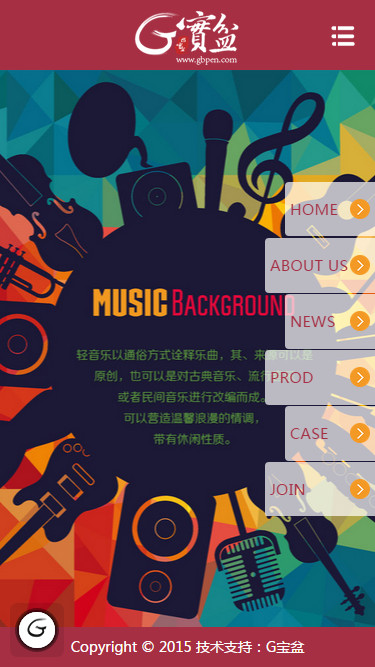 G寶盆
www.gbpen.com
HOME
ABOUT US
NEWS
PROD
CASE
JOIN
MUSIC BACKGROUND
轻音乐以通俗方式诠释乐曲，其、来源可以是
原创，也可以是对古典音乐、流行
或者民间音乐进行改编而成。
可以营造温馨浪漫的情调，
带有休闲性质。
G
Copyright © 2015 技术支持：G宝盆